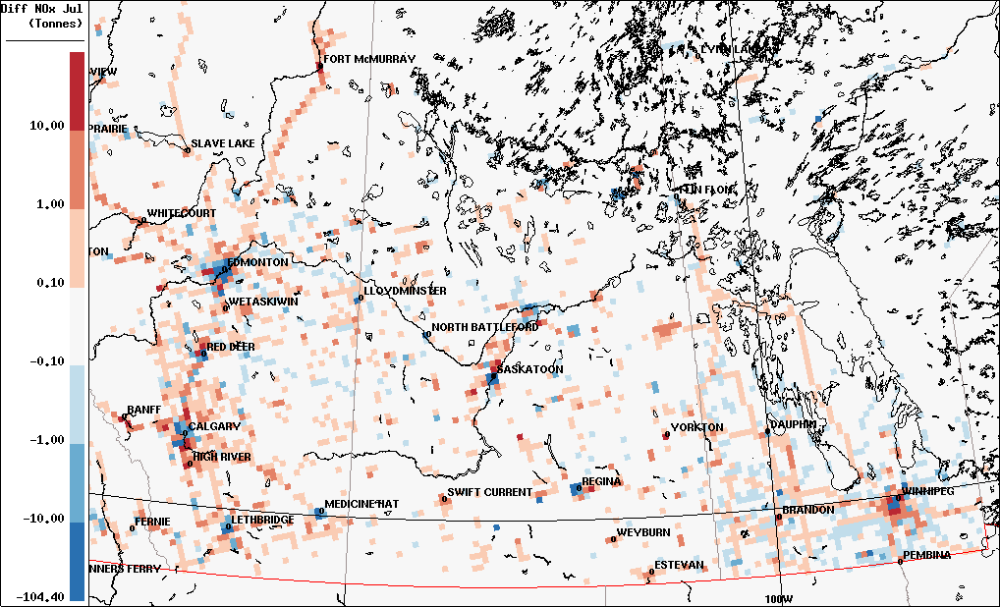 Diff NOx Jul
(Tonnes)
10.00
1.00
0.10
-0.10
-1.00
-10.00
-104.40
LYNN LAKE
FORT McMURRAY
VIEW
PRAIRIE
SLAVE LAKE
FLIN FLON
WHITECOURT
TON
EDMONTON
LLOYDMINSTER
WETASKIWIN
NORTH BATTLEFORD
RED DEER
SASKATOON
BANFF
CALGARY
YORKTON
DAUPHIN
HIGH RIVER
REGINA
SWIFT CURRENT
WINNIPEG
MEDICINE HAT
BRANDON
FERNIE
LETHBRIDGE
WEYBURN
PEMBINA
NNERS FERRY
ESTEVAN
100W